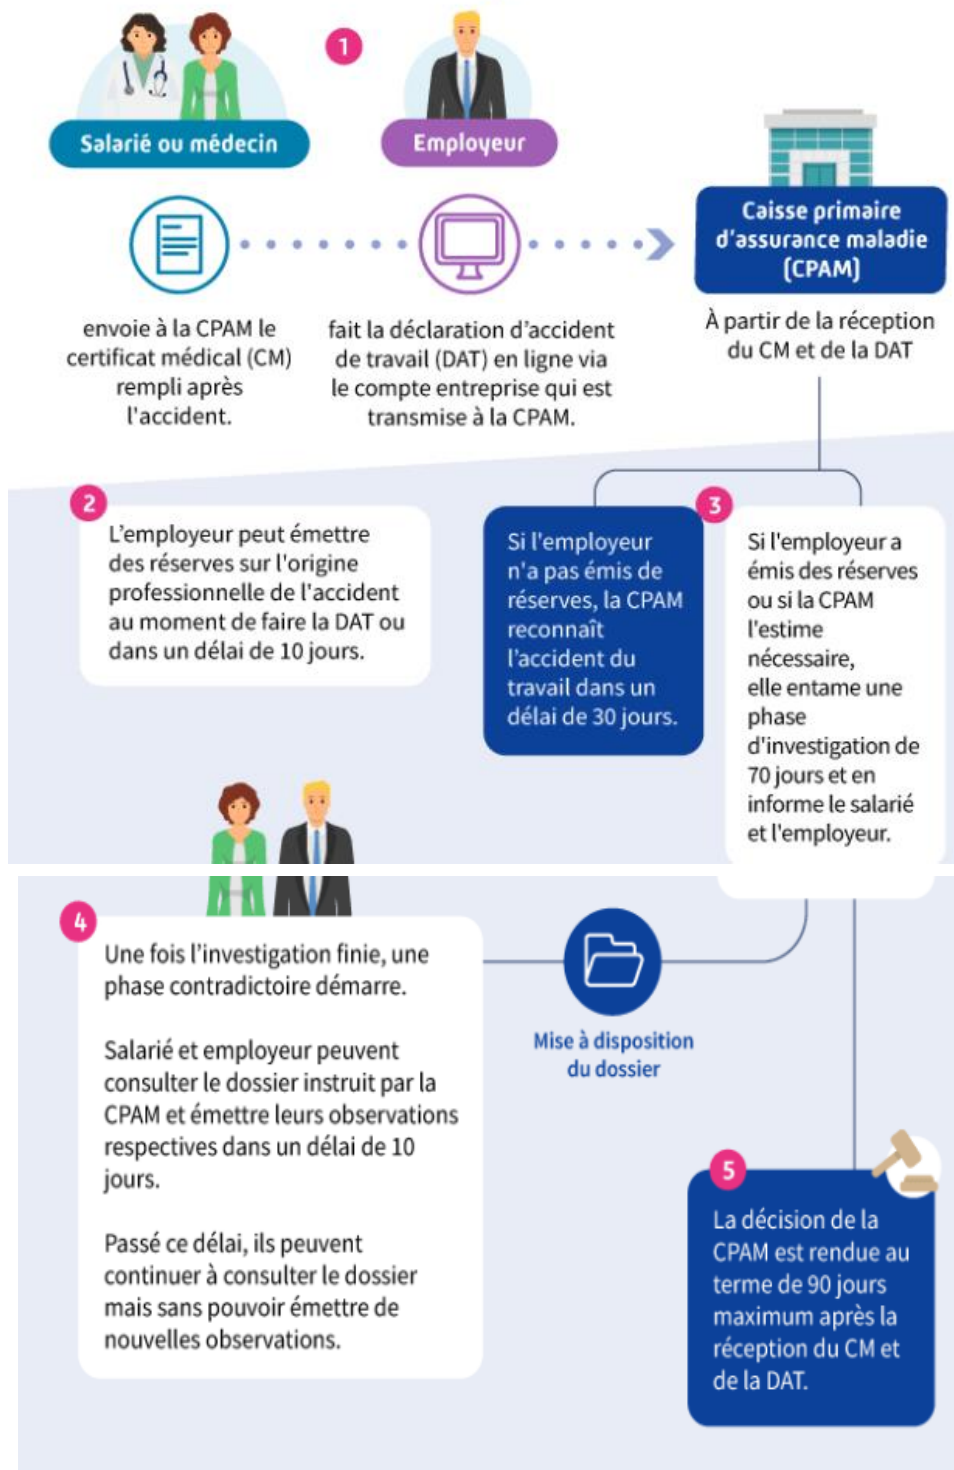 1
Salarié ou médecin
Employeur
Caisse primaire
d'assurance maladie
(CPAM)
envoie à la CPAM le
certificat médical (CM)
rempli après
l'accident.
fait la déclaration d'accident
de travail (DAT) en ligne via
le compte entreprise qui est
transmise à la CPAM.
À partir de la réception
du CM et de la DAT
2
L'employeur peut émettre
des réserves sur l'origine
professionnelle de l'accident
au moment de faire la DAT ou
dans un délai de 10 jours.
Si l'employeur
n'a pas émis de
réserves, la CPAM
reconnaît
l'accident du
travail dans un
délai de 30 jours.
3
Si l'employeur a
émis des réserves
ou si la CPAM
l'estime
nécessaire,
elle entame une
phase
d'investigation de
70 jours et en
informe le salarié
et l'employeur.
4
Une fois l'investigation finie, une
phase contradictoire démarre.
Salarié et employeur peuvent
consulter le dossier instruit par la
CPAM et émettre leurs observations
respectives dans un délai de 10
jours.
Passé ce délai, ils peuvent
continuer à consulter le dossier
mais sans pouvoir émettre de
nouvelles observations.
Mise à disposition
du dossier
5
La décision de la
CPAM est rendue au
terme de 90 jours
maximum après la
réception du CM et
de la DAT.